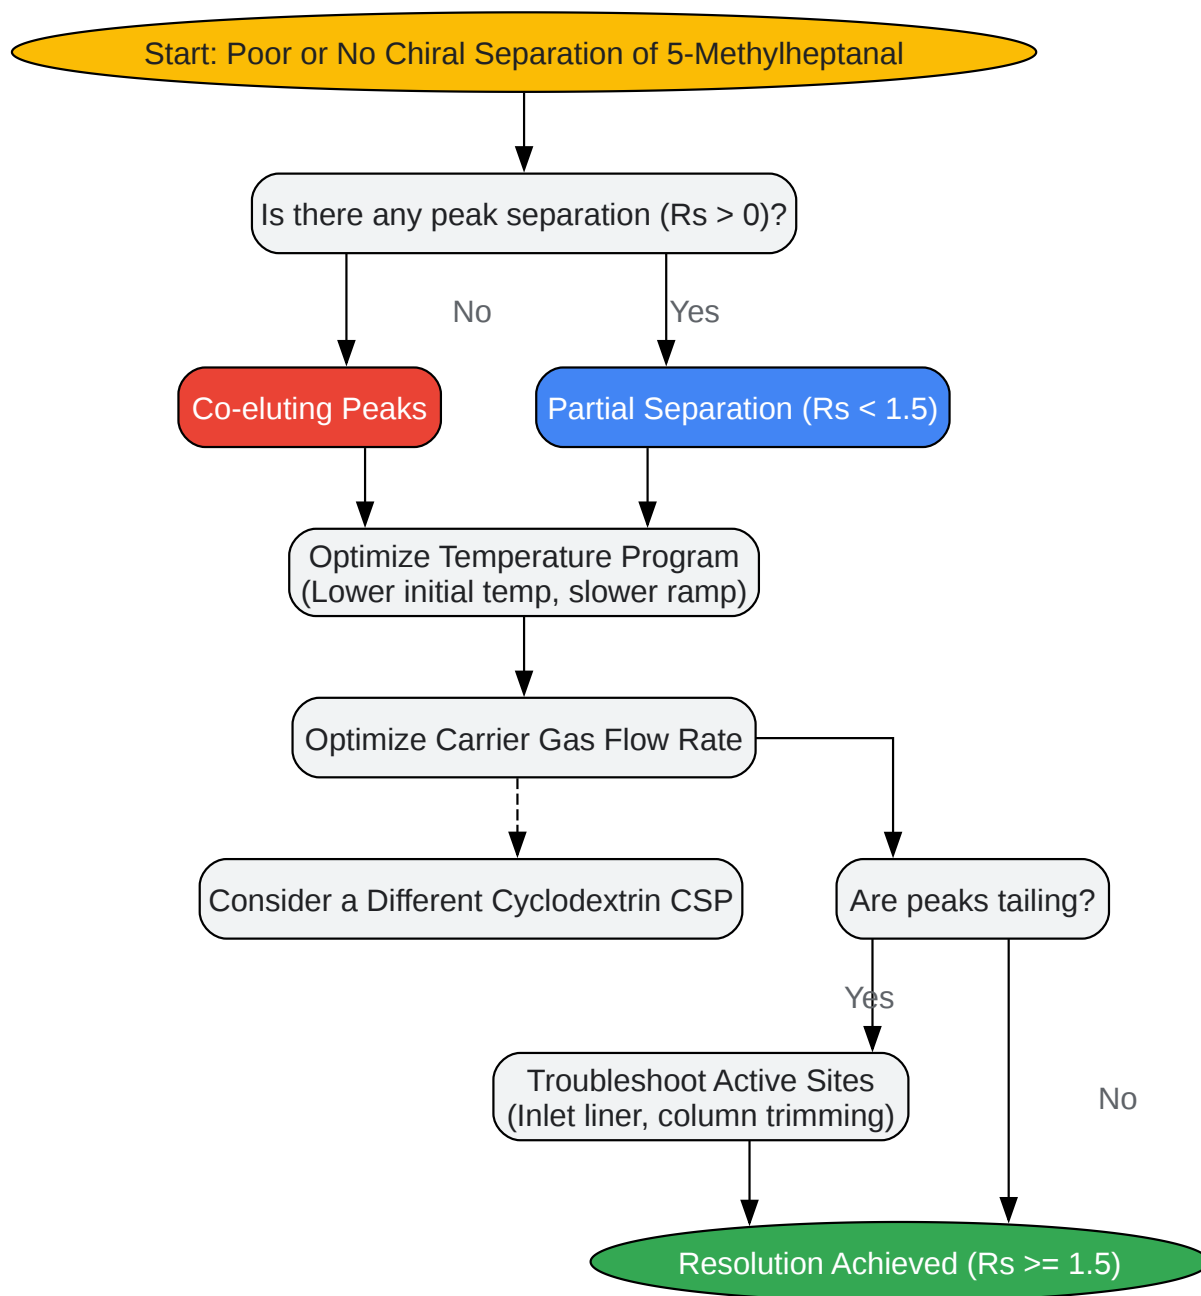 Start: Poor or No Chiral Separation of 5-Methylheptanal
Is there any peak separation (Rs > 0)?
No
Yes
Co-eluting Peaks
Partial Separation (Rs < 1.5)
Optimize Temperature Program
(Lower initial temp, slower ramp)
Optimize Carrier Gas Flow Rate
Consider a Different Cyclodextrin CSP
Are peaks tailing?
Yes
Troubleshoot Active Sites
(Inlet liner, column trimming)
No
Resolution Achieved (Rs >= 1.5)